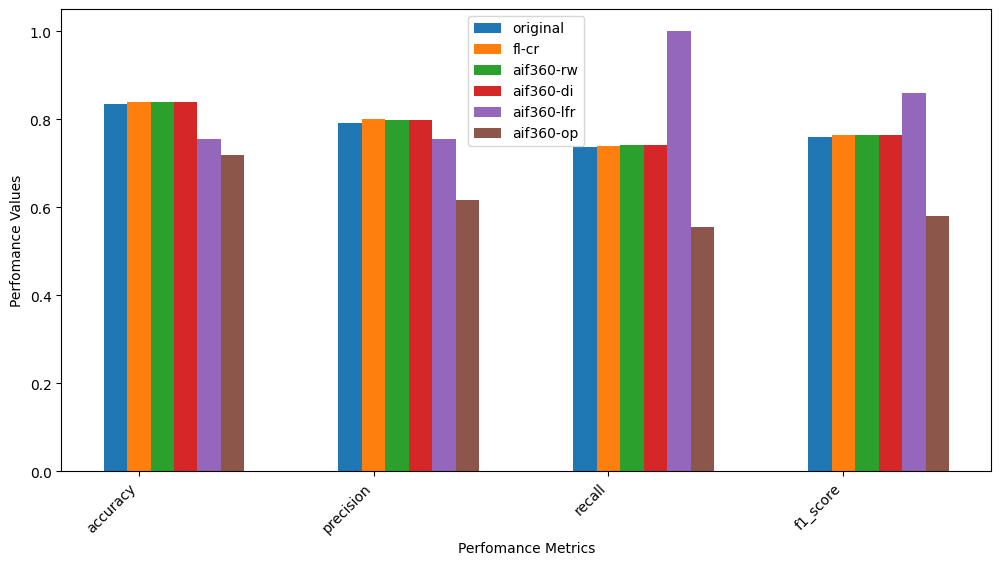 1.0
0.8
0.6
0.4
0.2
0.0
Perfomance Values
original
fl-cr
aif360-rw
aif360-di
aif360-lfr
aif360-op
accuracy
precision
recall
f1_score
Perfomance Metrics